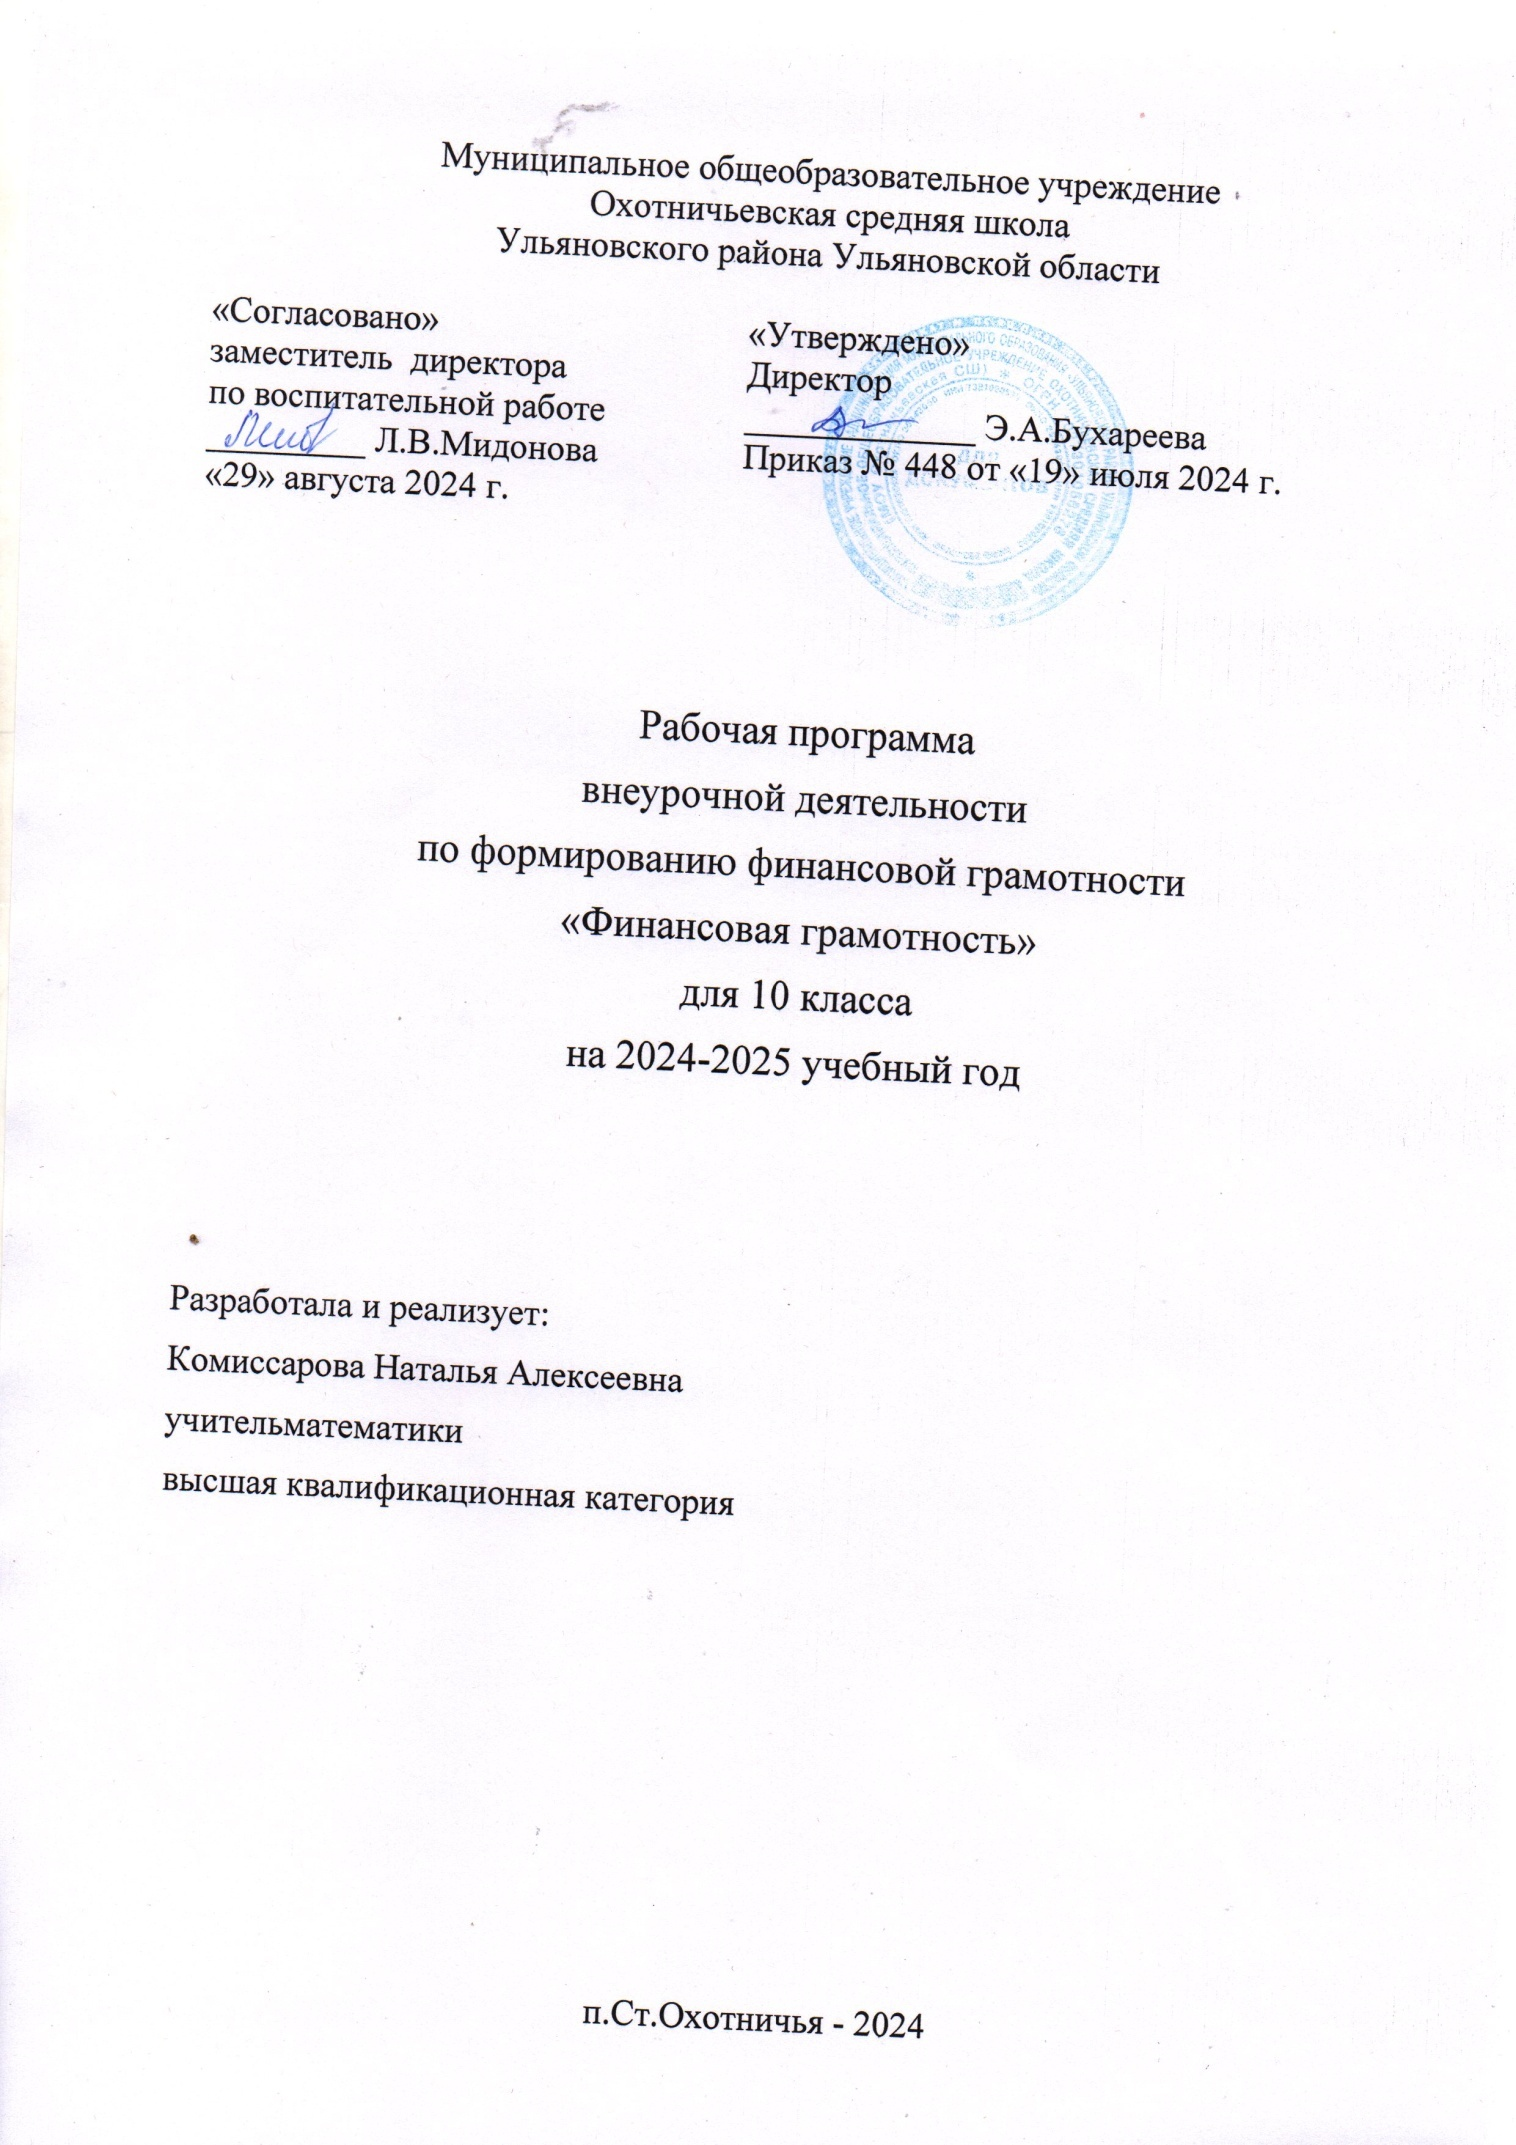 Муниципальное общеобразовательное учреждение
Охотничьевская средняя школа
Ульяновского района Ульяновской области
«Согласовано»
заместитель директора
по воспитательной работе
__________ Л.В.Мидонова
«29» августа 2024 г.
«Утверждено»
Директор
______________ Э.А.Бухареева
Приказ № 448 от «19» июля 2024 г.
Рабочая программа
внеурочной деятельности
по формированию финансовой грамотности
«Финансовая грамотность»
для 10 класса
на 2024-2025 учебный год
Разработала и реализует:
Комиссарова Наталья Алексеевна
учительматематики
высшая квалификационная категория
п.Ст.Охотничья - 2024